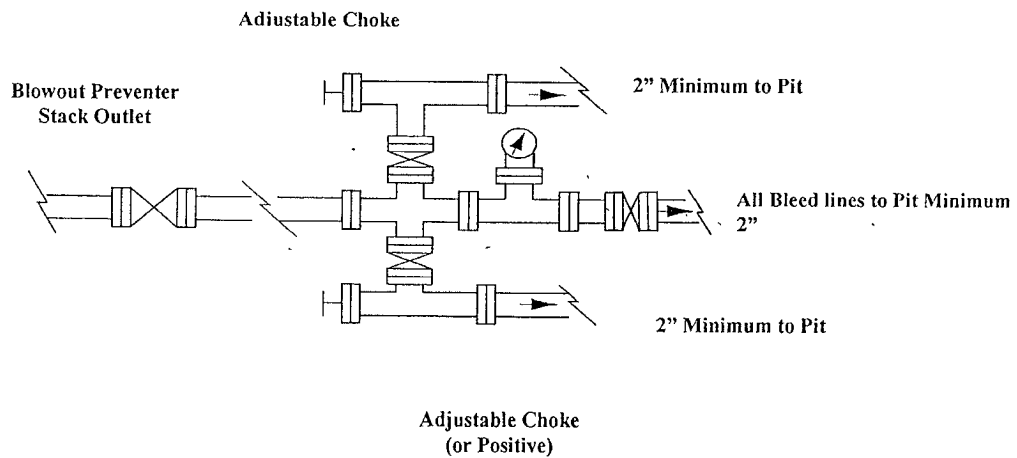 Adjustable Choke
Blowout Preventer
Stack Outlet
2” Minimum to Pit
All Bleed lines to Pit Minimum
2”
2” Minimum to Pit
Adjustable Choke
(or Positive)